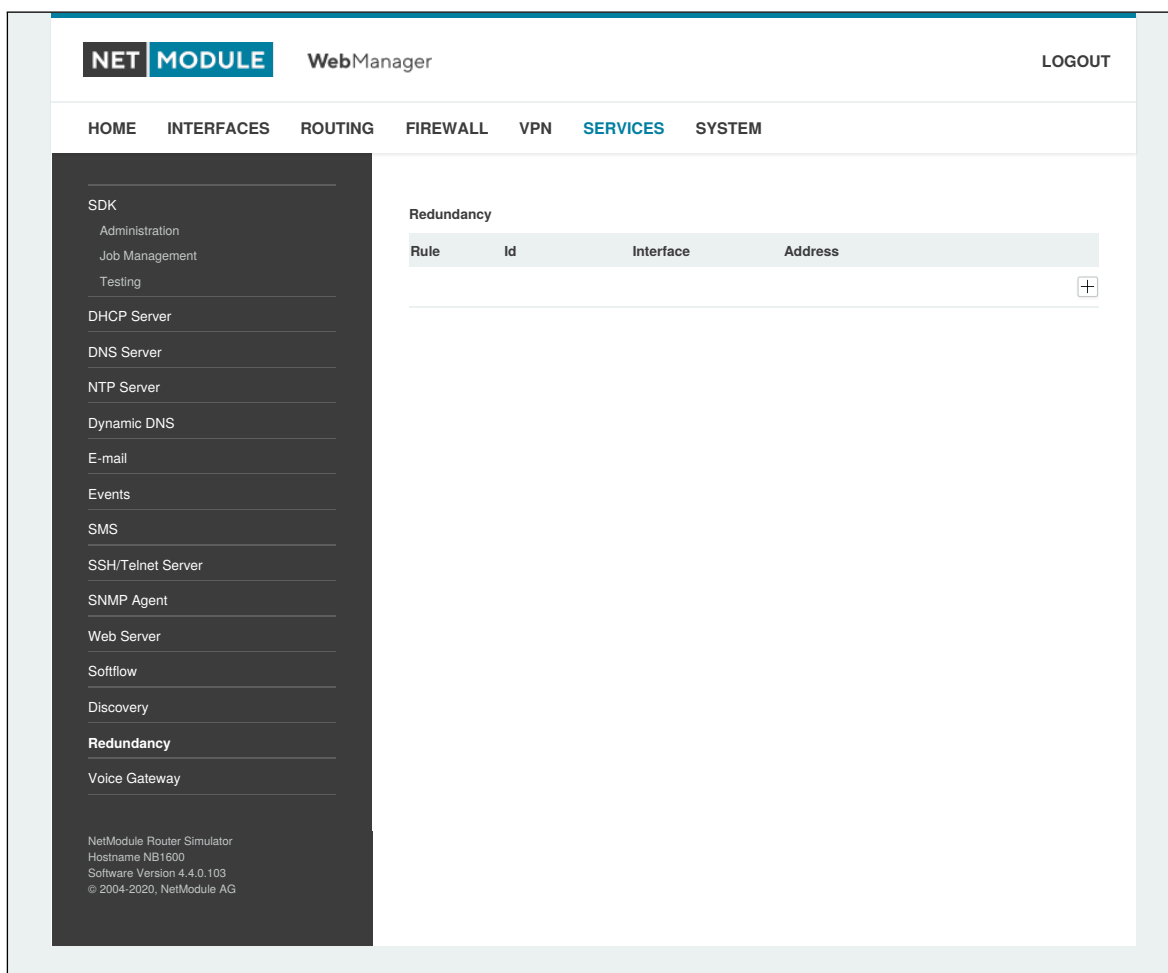 NET MODULE WebManager LOGOUT
HOME INTERFACES ROUTING FIREWALL VPN SERVICES SYSTEM
SDK
Administration
Job Management
Testing
DHCP Server
DNS Server
NTP Server
Dynamic DNS
E-mail
Events
SMS
SSH/Telnet Server
SNMP Agent
Web Server
Softflow
Discovery
Redundancy
Voice Gateway
NetModule Router Simulator
Hostname NB1600
Software Version 4.4.0.103
© 2004-2020, NetModule AG
Redundancy
Rule Id Interface Address